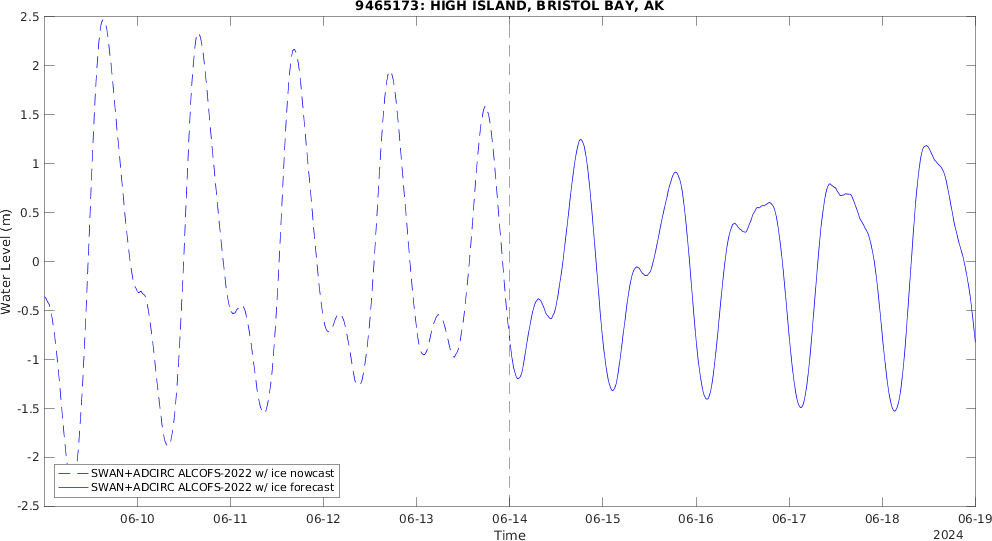 9465173: HIGH ISLAND, BRISTOL BAY, AK
2.5
2
1.5
1
0.5
0
-0.5
-1
-1.5
-2
-2.5
Water Level (m)
SWAN+ADCIRC ALCOFS-2022 w/ ice nowcast
SWAN+ADCIRC ALCOFS-2022 w/ ice forecast
06-10 06-11 06-12 06-13 06-14 06-15 06-16 06-17 06-18 06-19
Time
2024